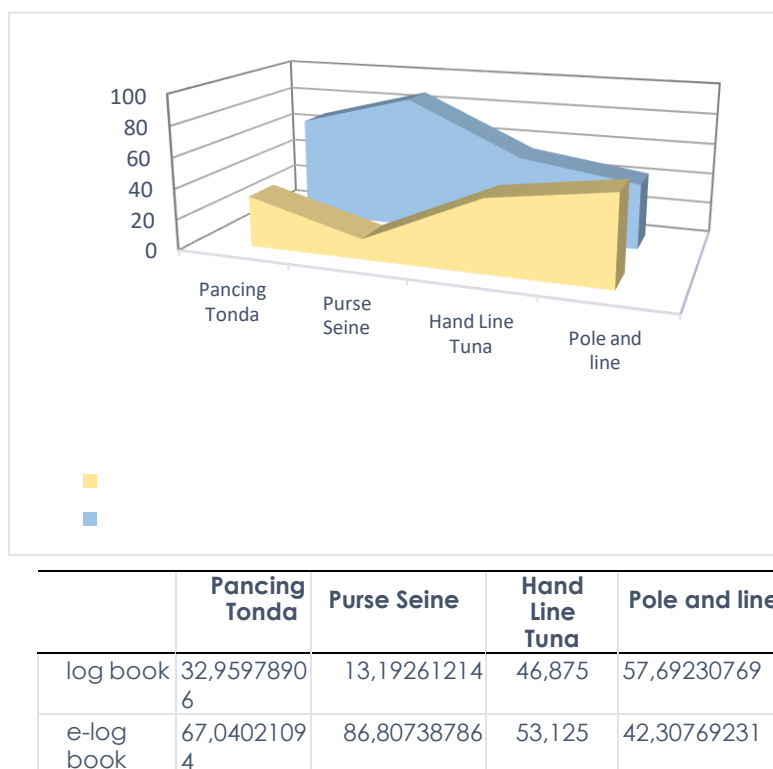 100
80
60
40
20
0
Pancing
Tonda
Purse
Seine
Hand Line
Tuna
Pole and
line
Pancing
Tonda
Purse Seine
Hand
Line
Tuna
Pole and line
log book
32,9597890
6
13,19261214
46,875
57,69230769
e-log
book
67,0402109
4
86,80738786
53,125
42,30769231